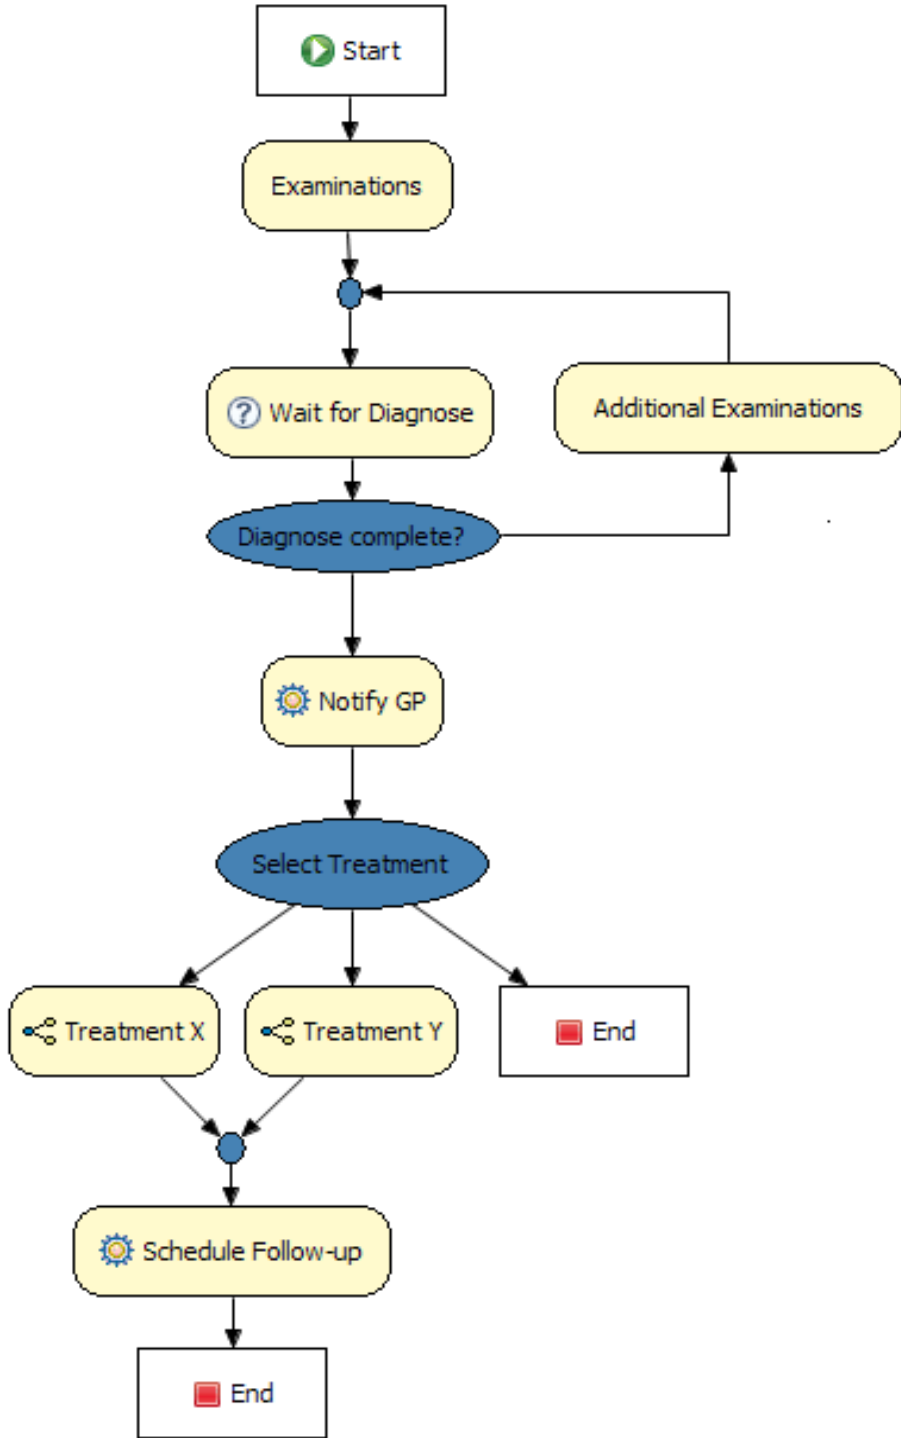 Start
Examinations
Wait for Diagnose
Additional Examinations
Diagnose complete?
Notify GP
Select Treatment
Treatment X
Treatment Y
End
Schedule Follow-up
End